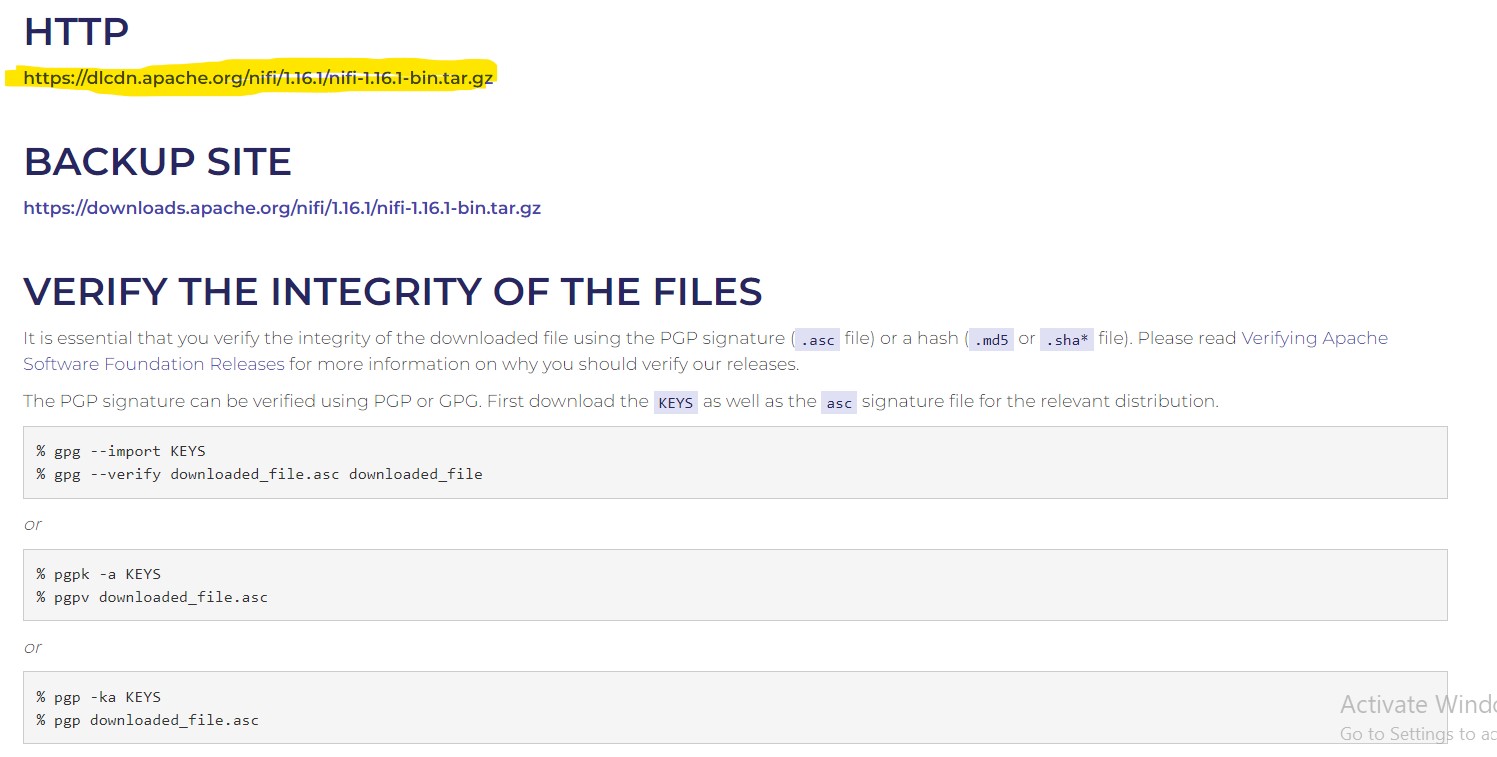 HTTP
https://dlcdn.apache.org/nifi/1.16.1/nifi-1.16.1-bin.tar.gz
BACKUP SITE
https://downloads.apache.org/nifi/1.16.1/nifi-1.16.1-bin.tar.gz
VERIFY THE INTEGRITY OF THE FILES
It is essential that you verify the integrity of the downloaded file using the PGP signature ( .asc file) or a hash ( .md5 or .sha* file). Please read Verifying Apache
Software Foundation Releases for more information on why you should verify our releases.
The PGP signature can be verified using PGP or GPG. First download the KEYS as well as the asc signature file for the relevant distribution.
% gpg --import KEYS
% gpg --verify downloaded_file.asc downloaded_file
or
% pgpk -a KEYS
% pgpv downloaded_file.asc
or
% pgp -ka KEYS
% pgp downloaded_file.asc
Activate Windo
Go to Settings to ac